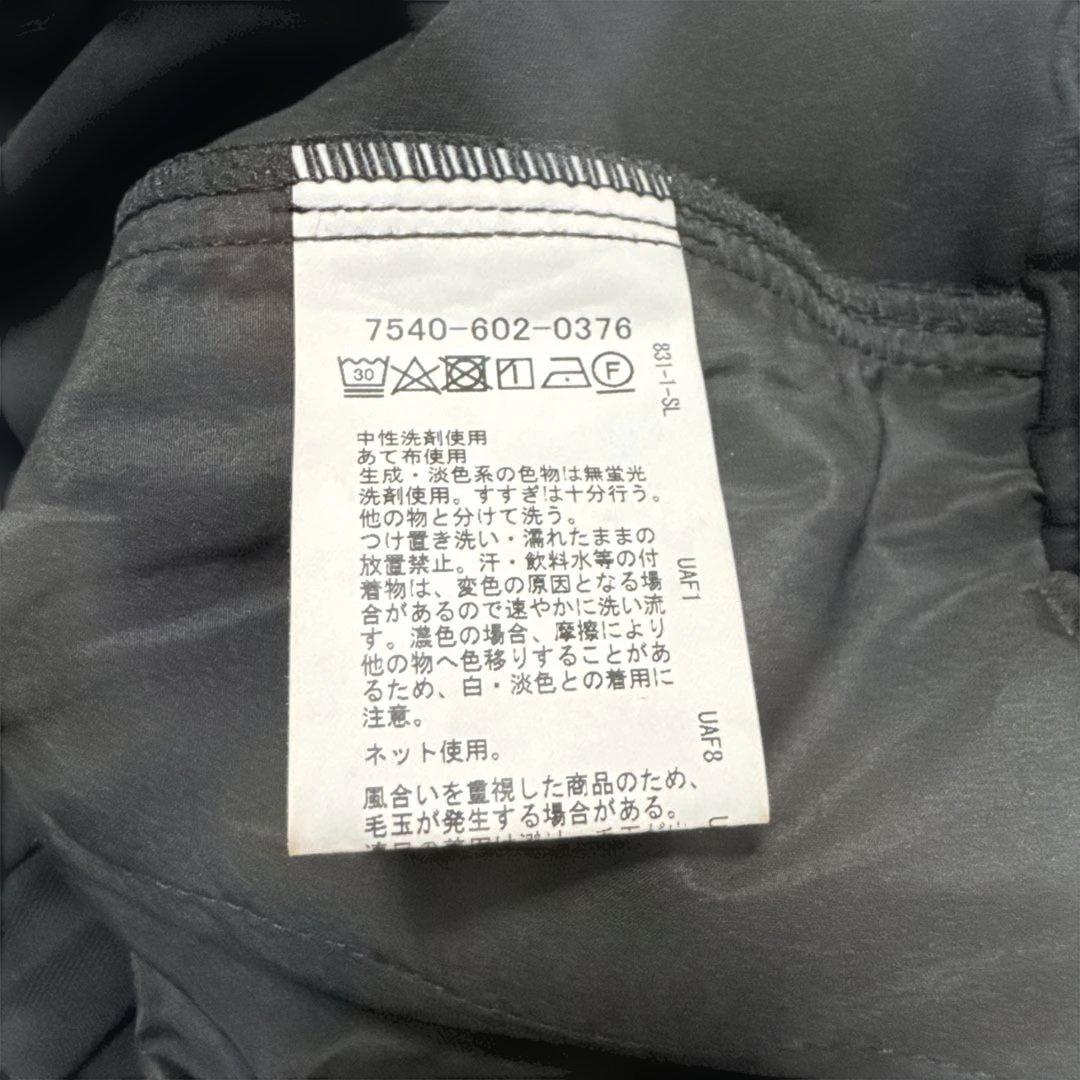 7540-602-0376
30
F
831-1-SL
中性洗剤使用
あて布使用
生成・淡色系の色物は無蛍光
洗剤使用。すすぎは十分行う。
他の物と分けて洗う。
つけ置き洗い・濡れたままの
放置禁止。汗・飲料水等の付
着物は、変色の原因となる場
合があるので速やかに洗い流
す。濃色の場合、摩擦により
他の物へ色移りすることがあ
るため、白・淡色との着用に
注意。
ネット使用。
風合いを重視した商品のため、
毛玉が発生する場合がある。
UAF1
UAF8